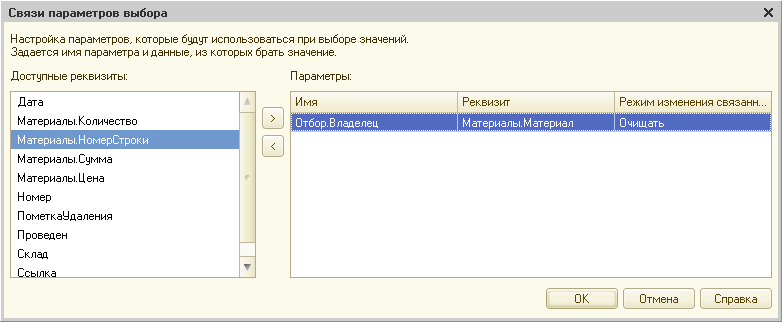 Связи параметров выбора
Настройка параметров, которые будут использоваться при выборе значений.
Задается имя параметра и данные, из которых брать значение.
Доступные реквизиты:
Дата
Материалы.Количество
Материалы.НомерСтроки
Материалы.Сумма
Материалы.Цена
Номер
ПометкаУдаления
Проведен
Склад
Ссылка
>
<
Параметры:
Имя Реквизит Режим изменения связанн...
Отбор.Владелец Материалы.Материал Очищать
OK Отмена Справка